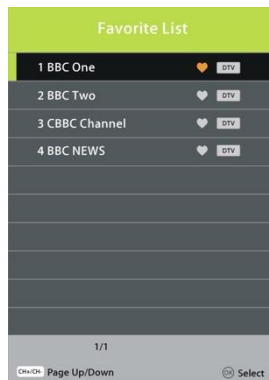 Favorite List
1 BBC One DTV
2 BBC Two DTV
3 CBBC Channel DTV
4 BBC NEWS DTV
1/1
CH+/CH- Page Up/Down OK Select